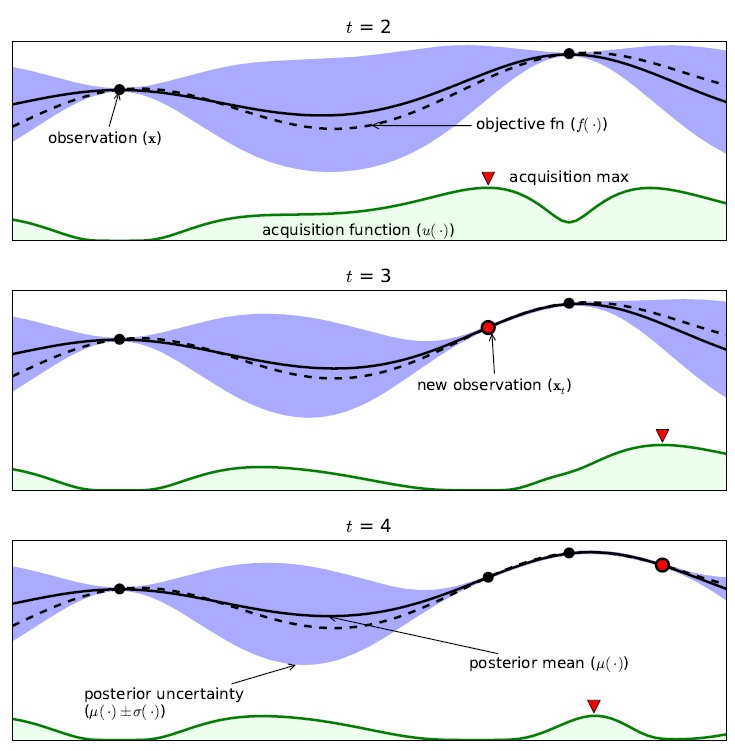 t = 2
observation (x)
objective fn (f(·))
acquisition max
acquisition function (u(·))
t = 3
new observation (xₜ)
t = 4
posterior mean (μ(·))
posterior uncertainty
(μ(·)±σ(·))